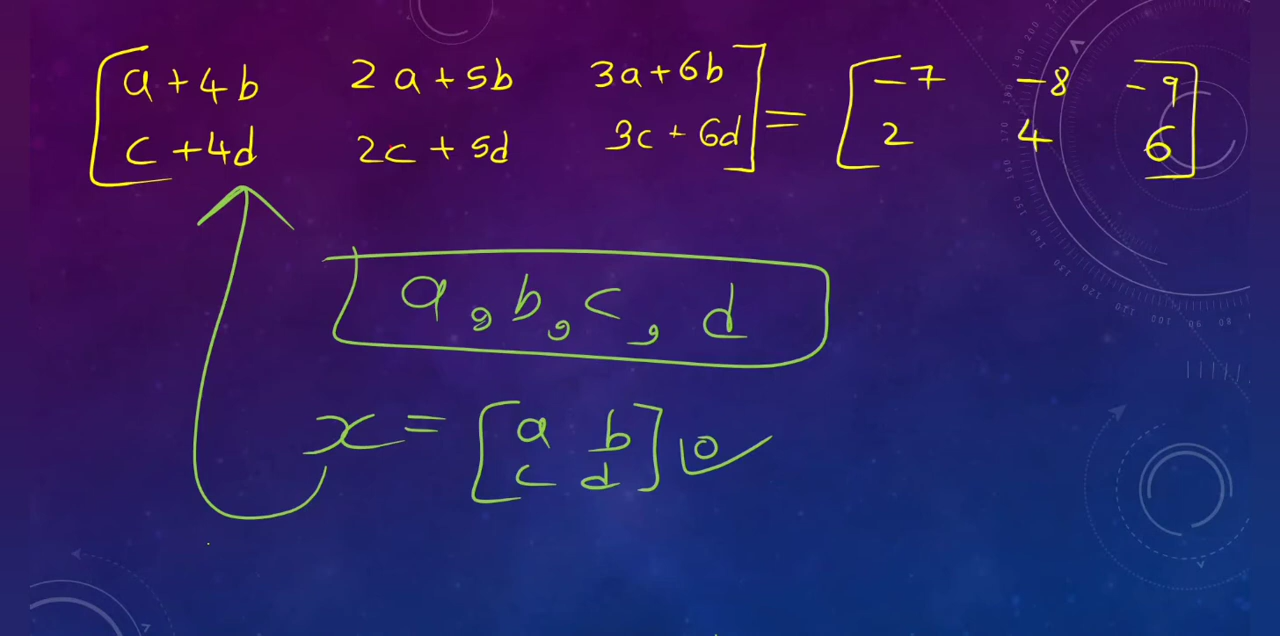 [a+4b 2a+5b 3a+6b] = [-7 -8 -9]
[c+4d 2c+5d 3c+6d] [2 4 6]
a, b, c, d
x = [a b]
[c d]